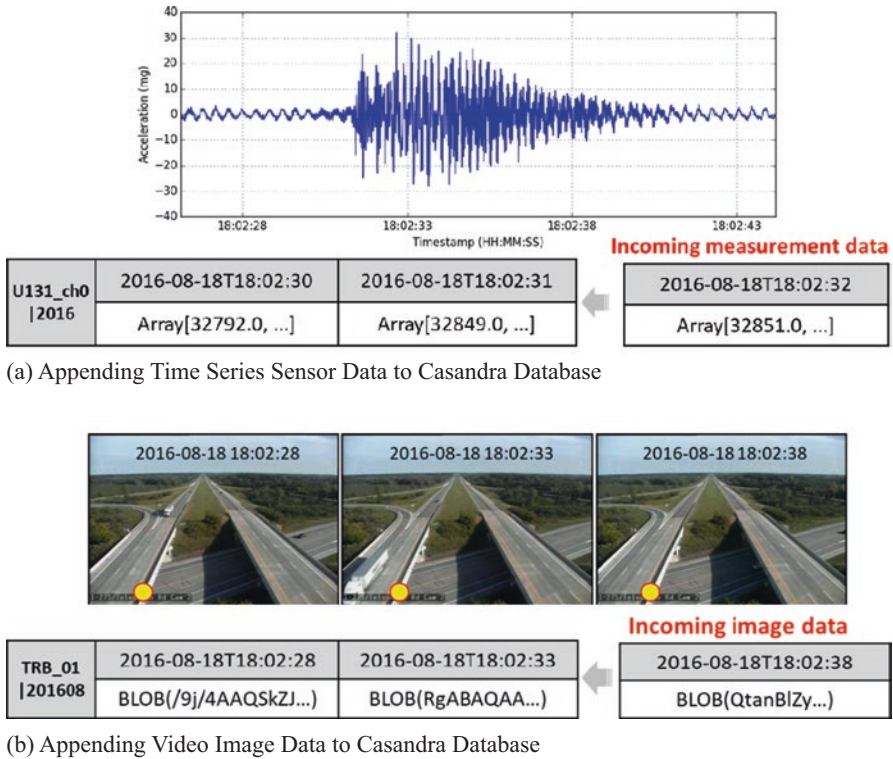 40
30
20
10
0
−10
−20
−30
−40
Acceleration (mg)
18:02:28 18:02:33 18:02:38 18:02:43
Timestamp (HH:MM:SS)
Incoming measurement data
U131_ch0
|2016
2016-08-18T18:02:30 2016-08-18T18:02:31 2016-08-18T18:02:32
Array[32792.0, ...] Array[32849.0, ...] Array[32851.0, ...]
(a) Appending Time Series Sensor Data to Casandra Database
2016-08-18 18:02:28 2016-08-18 18:02:33 2016-08-18 18:02:38
Incoming image data
TRB_01
|201608
2016-08-18T18:02:28 2016-08-18T18:02:33 2016-08-18T18:02:38
BLOB(/9j/4AAQSkZJ...) BLOB(RgABAQAA...) BLOB(QtanBlZy...)
(b) Appending Video Image Data to Casandra Database